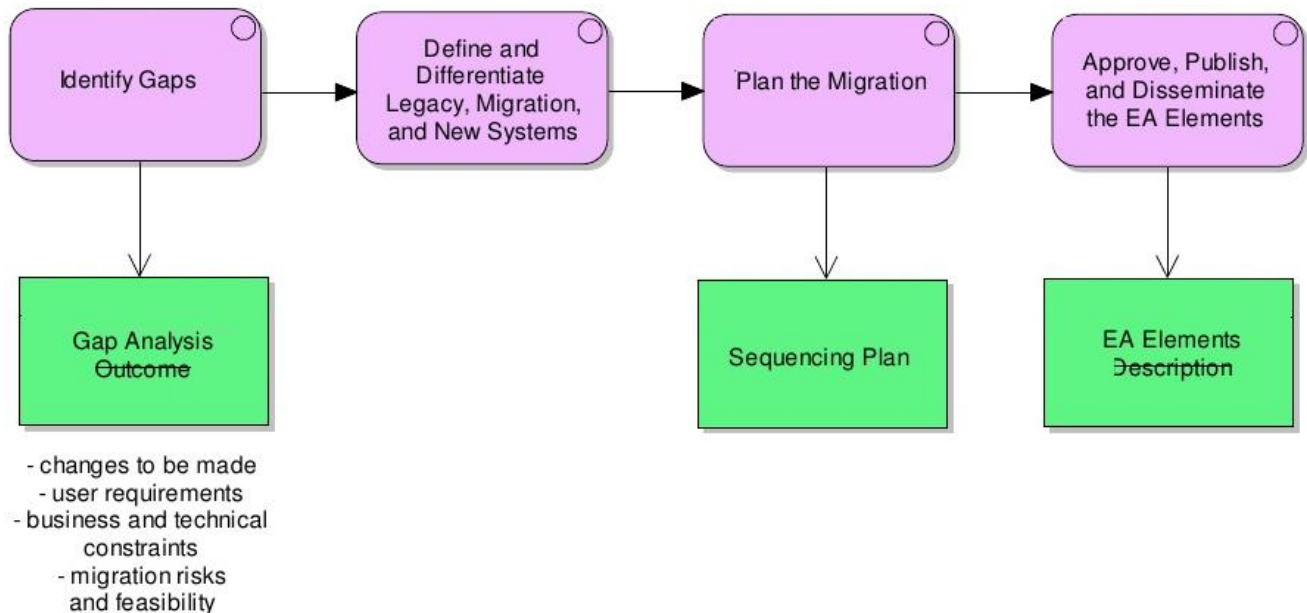 Identify Gaps
Define and
Differentiate
Legacy, Migration,
and New Systems
Plan the Migration
Approve, Publish,
and Disseminate
the EA Elements
Gap Analysis
Outcome
Sequencing Plan
EA Elements
Description
- changes to be made
- user requirements
- business and technical
constraints
- migration risks
and feasibility